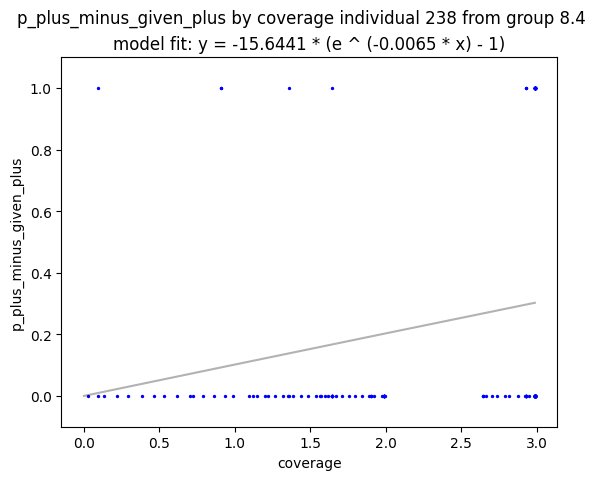 p_plus_minus_given_plus by coverage individual 238 from group 8.4
model fit: y = -15.6441 * (e ^ (-0.0065 * x) - 1)
1.0
0.8
0.6
0.4
0.2
0.0
p_plus_minus_given_plus
0.0 0.5 1.0 1.5 2.0 2.5 3.0
coverage